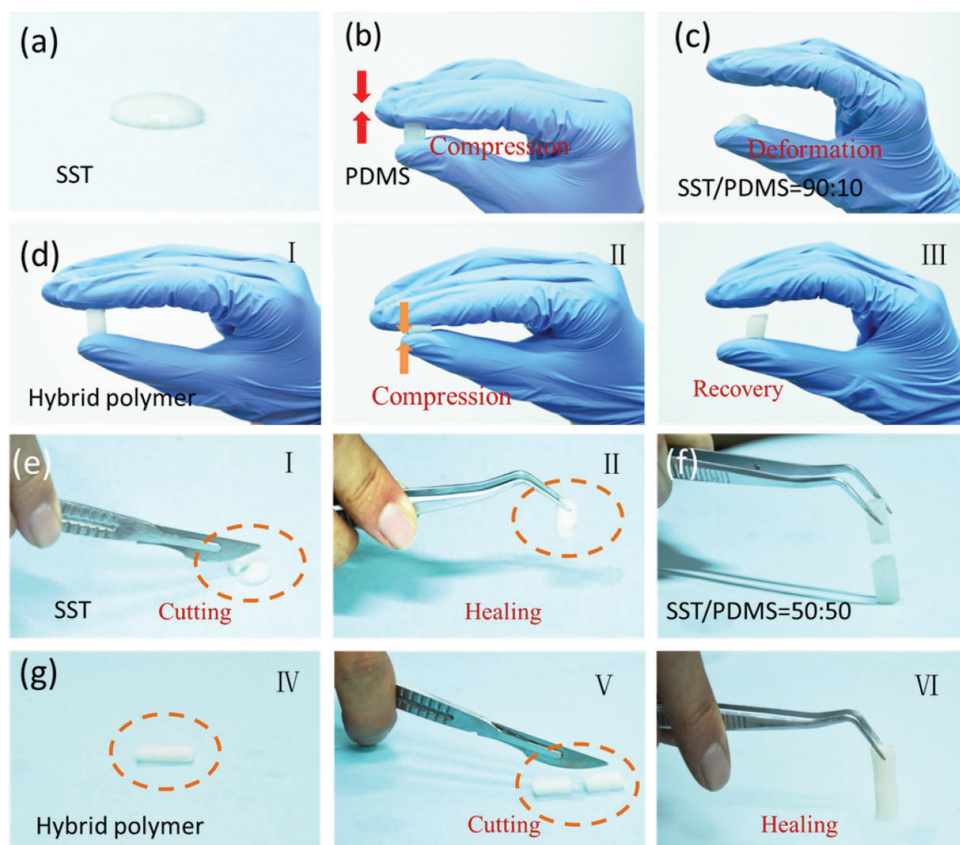 (a)
SST
(b)
Compression
PDMS
(c)
Deformation
SST/PDMS=90:10
(d)
I
Hybrid polymer
II
Compression
III
Recovery
(e)
I
SST
Cutting
II
Healing
(f)
SST/PDMS=50:50
(g)
IV
Hybrid polymer
V
Cutting
VI
Healing